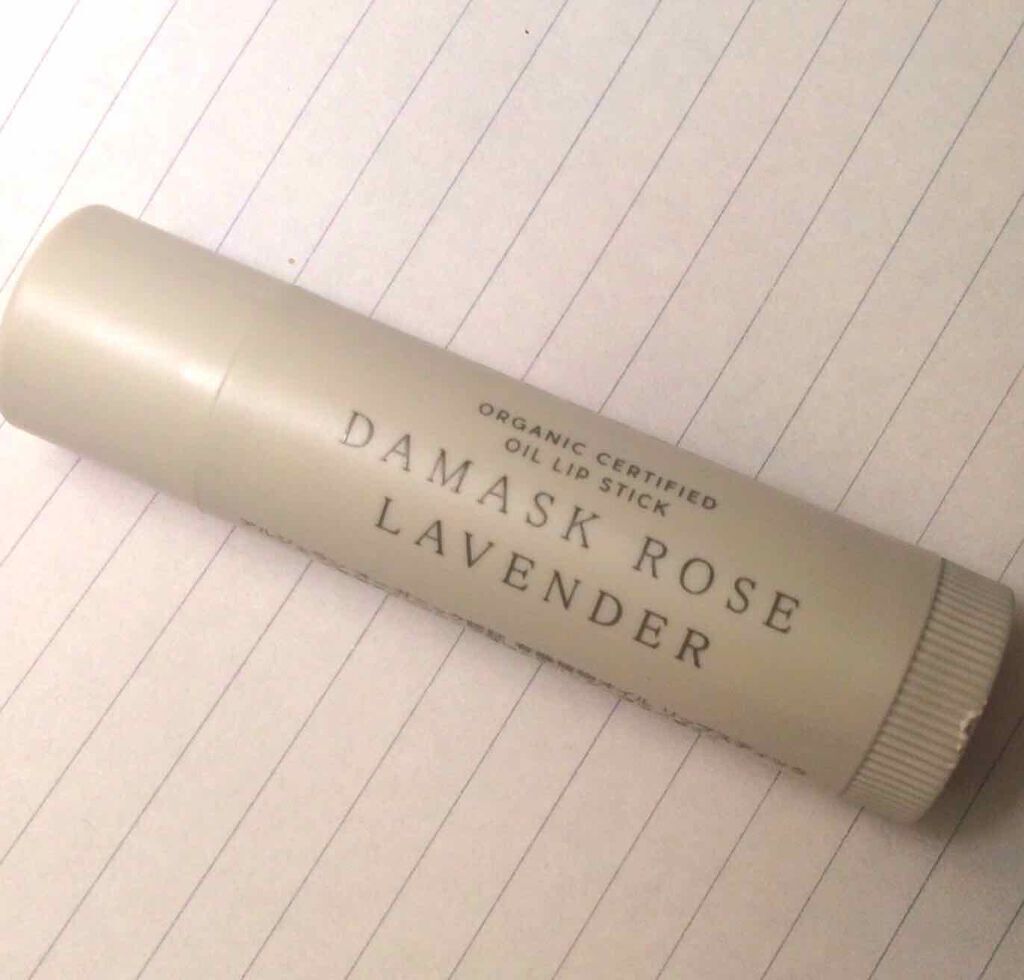 ORGANIC CERTIFIED
OIL LIP STICK
DAMASK ROSE
LAVENDER